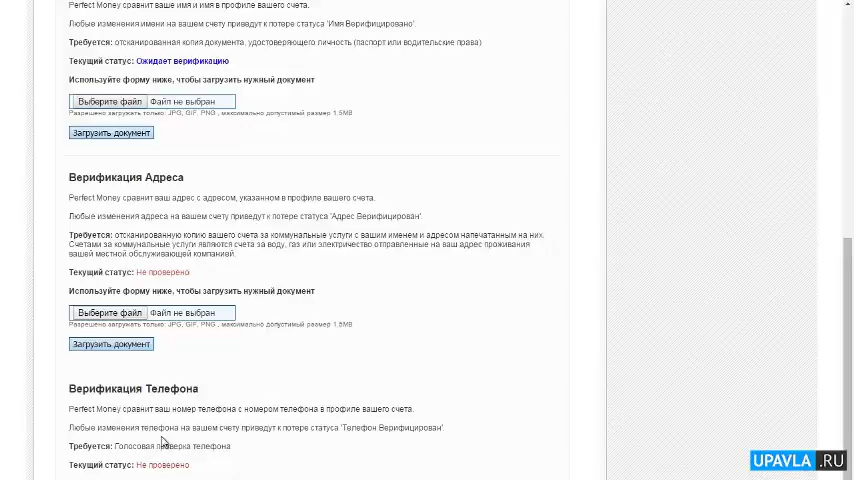 Perfect Money сравнит ваше имя и имя в профиле вашего счета.
Любые изменения имени на вашем счету приведут к потере статуса 'Имя Верифицировано'.
Требуется: отсканированная копия документа, удостоверяющего личность (паспорт или водительские права)
Текущий статус: Ожидает верификацию
Используйте форму ниже, чтобы загрузить нужный документ
Выберите файл Файл не выбран
Разрешено загружать только: JPG, GIF, PNG , максимально допустимый размер 1.5MB
Загрузить документ
Верификация Адреса
Perfect Money сравнит ваш адрес с адресом, указанном в профиле вашего счета.
Любые изменения адреса на вашем счету приведут к потере статуса 'Адрес Верифицирован'.
Требуется: отсканированную копию вашего счета за коммунальные услуги с вашим именем и адресом напечатанным на них.
Счетами за коммунальные услуги являются счета за воду, газ или электричество отправленные на ваш адрес проживания
вашей местной обслуживающей компанией.
Текущий статус: Не проверено
Используйте форму ниже, чтобы загрузить нужный документ
Выберите файл Файл не выбран
Разрешено загружать только: JPG, GIF, PNG , максимально допустимый размер 1.5MB
Загрузить документ
Верификация Телефона
Perfect Money сравнит ваш номер телефона с номером телефона в профиле вашего счета.
Любые изменения телефона на вашем счету приведут к потере статуса 'Телефон Верифицирован'.
Требуется: Голосовая проверка телефона
Текущий статус: Не проверено
UPAVLA .RU